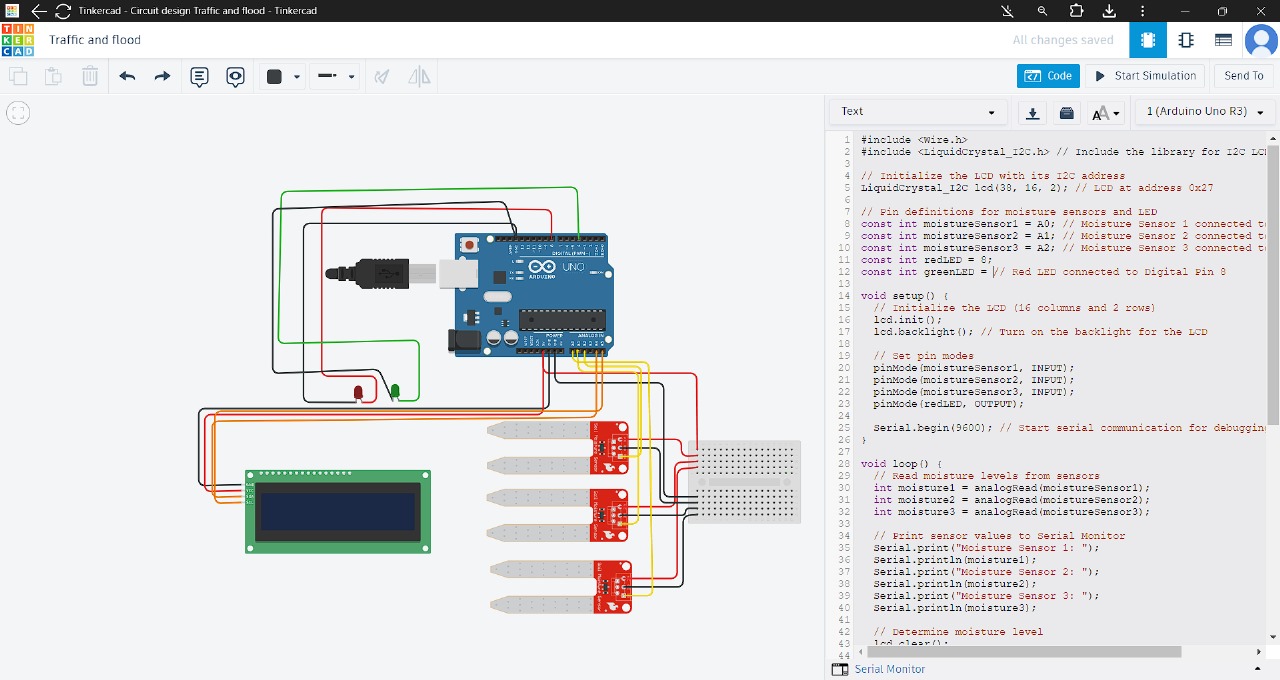 Tinkercad - Circuit design Traffic and flood - Tinkercad
TIN
KER
CAD
Traffic and flood
All changes saved
Code
Start Simulation
Send To
Text
AA
1 (Arduino Uno R3)
1 #include <Wire.h>
2 #include <LiquidCrystal_I2C.h> // Include the library for I2C LC
3
4 // Initialize the LCD with its I2C address
5 LiquidCrystal_I2C lcd(38, 16, 2); // LCD at address 0x27
6
7 // Pin definitions for moisture sensors and LED
8 const int moistureSensor1 = A0; // Moisture Sensor 1 connected t
9 const int moistureSensor2 = A1; // Moisture Sensor 2 connected t
10 const int moistureSensor3 = A2; // Moisture Sensor 3 connected t
11 const int redLED = 8;
12 const int greenLED = // Red LED connected to Digital Pin 8
13
14 void setup() {
15 // Initialize the LCD (16 columns and 2 rows)
16 lcd.init();
17 lcd.backlight(); // Turn on the backlight for the LCD
18
19 // Set pin modes
20 pinMode(moistureSensor1, INPUT);
21 pinMode(moistureSensor2, INPUT);
22 pinMode(moistureSensor3, INPUT);
23 pinMode(redLED, OUTPUT);
24
25 Serial.begin(9600); // Start serial communication for debuggin
26 }
27
28 void loop() {
29 // Read moisture levels from sensors
30 int moisture1 = analogRead(moistureSensor1);
31 int moisture2 = analogRead(moistureSensor2);
32 int moisture3 = analogRead(moistureSensor3);
33
34 // Print sensor values to Serial Monitor
35 Serial.print("Moisture Sensor 1: ");
36 Serial.println(moisture1);
37 Serial.print("Moisture Sensor 2: ");
38 Serial.println(moisture2);
39 Serial.print("Moisture Sensor 3: ");
40 Serial.println(moisture3);
41
42 // Determine moisture level
43 lcd.clear();
44
Serial Monitor
DIGITAL (PWM~)
UNO
ARDUINO
POWER
ANALOG IN